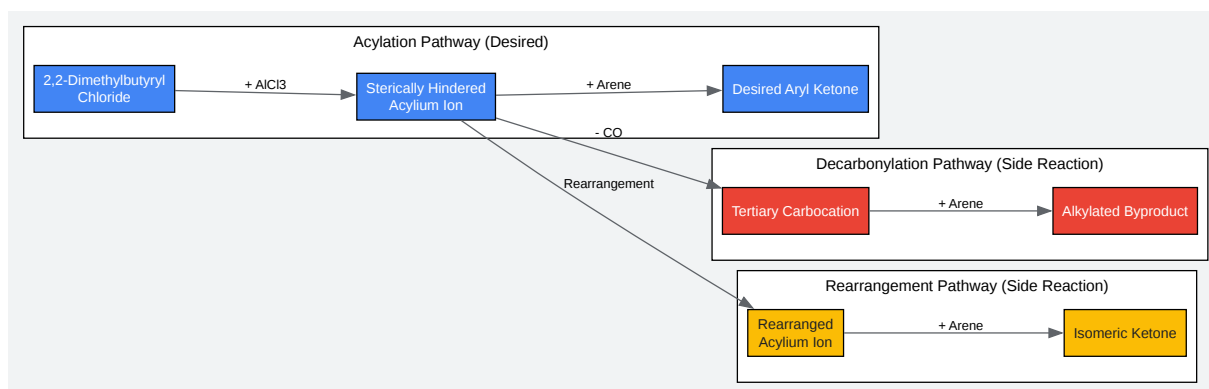 Acylation Pathway (Desired)
2,2-Dimethylbutyryl
Chloride
+ AlCl3
Sterically Hindered
Acylium Ion
+ Arene
Desired Aryl Ketone
- CO
Rearrangement
Decarbonylation Pathway (Side Reaction)
Tertiary Carbocation
+ Arene
Alkylated Byproduct
Rearrangement Pathway (Side Reaction)
Rearranged
Acylium Ion
+ Arene
Isomeric Ketone